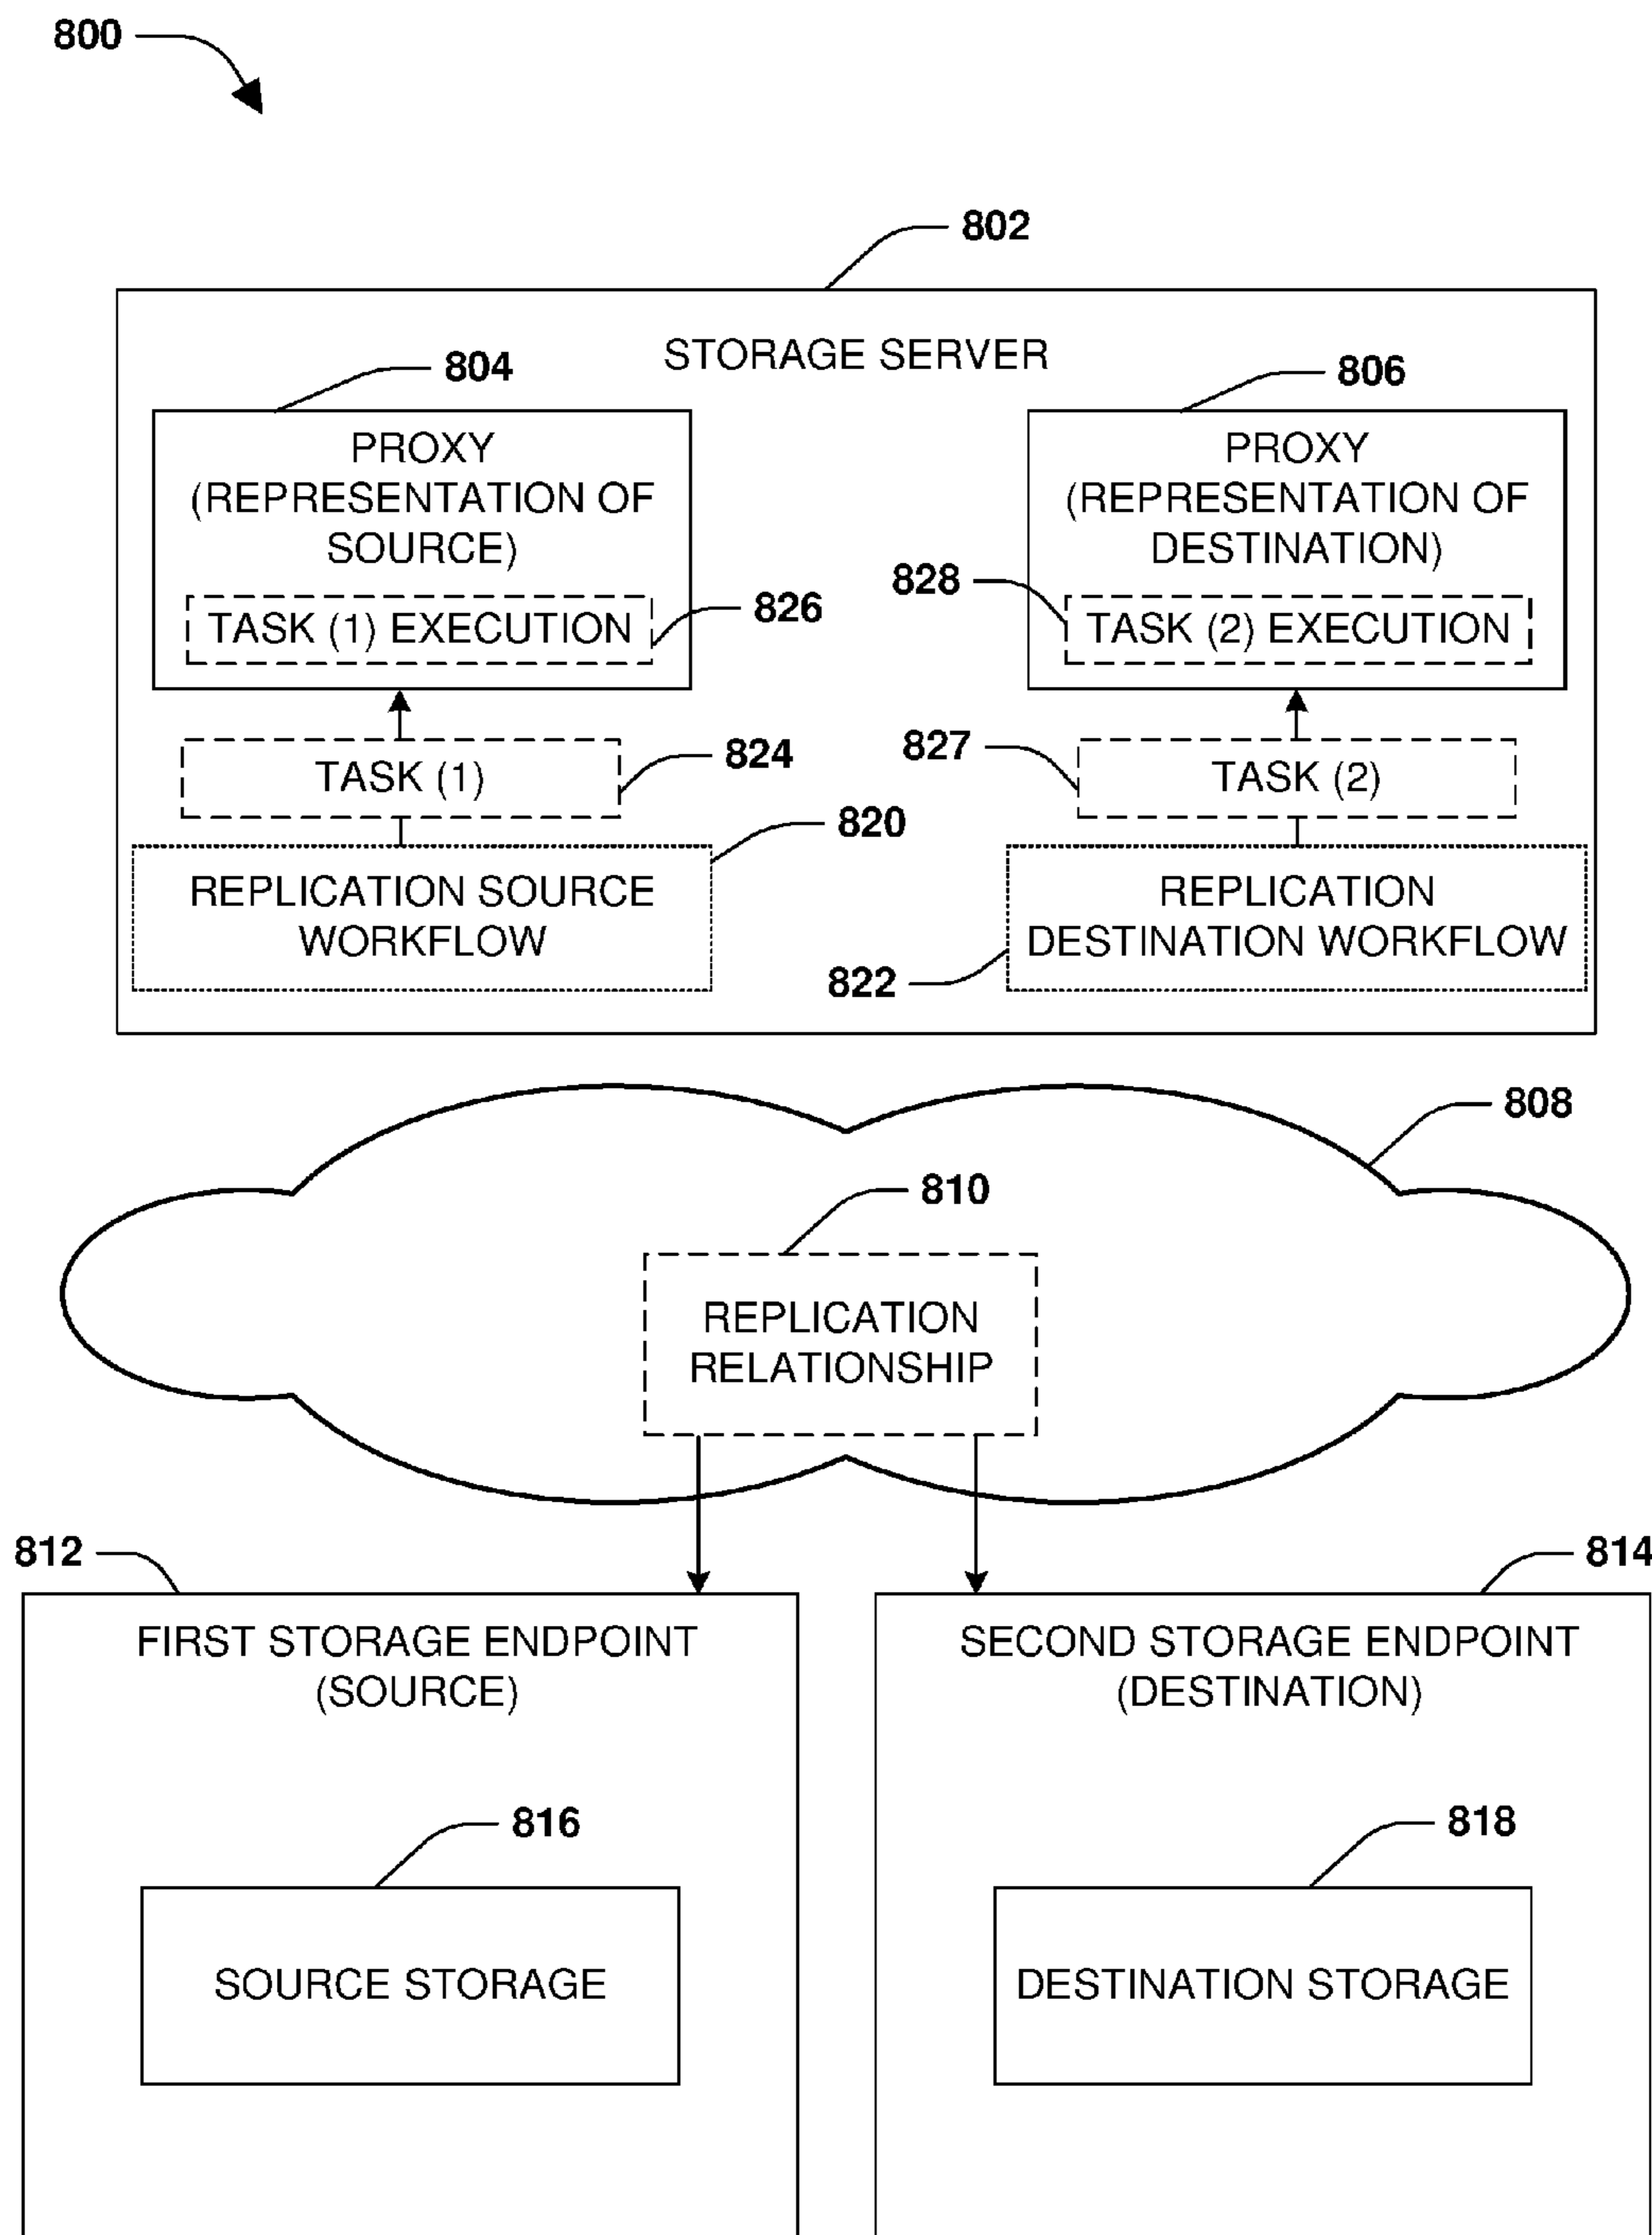 800
802
STORAGE SERVER
804
PROXY
(REPRESENTATION OF
SOURCE)
TASK (1) EXECUTION
826
TASK (1)
824
820
REPLICATION SOURCE
WORKFLOW
806
PROXY
(REPRESENTATION OF
DESTINATION)
828
TASK (2) EXECUTION
827
TASK (2)
REPLICATION
DESTINATION WORKFLOW
822
808
810
REPLICATION
RELATIONSHIP
812
FIRST STORAGE ENDPOINT
(SOURCE)
816
SOURCE STORAGE
814
SECOND STORAGE ENDPOINT
(DESTINATION)
818
DESTINATION STORAGE